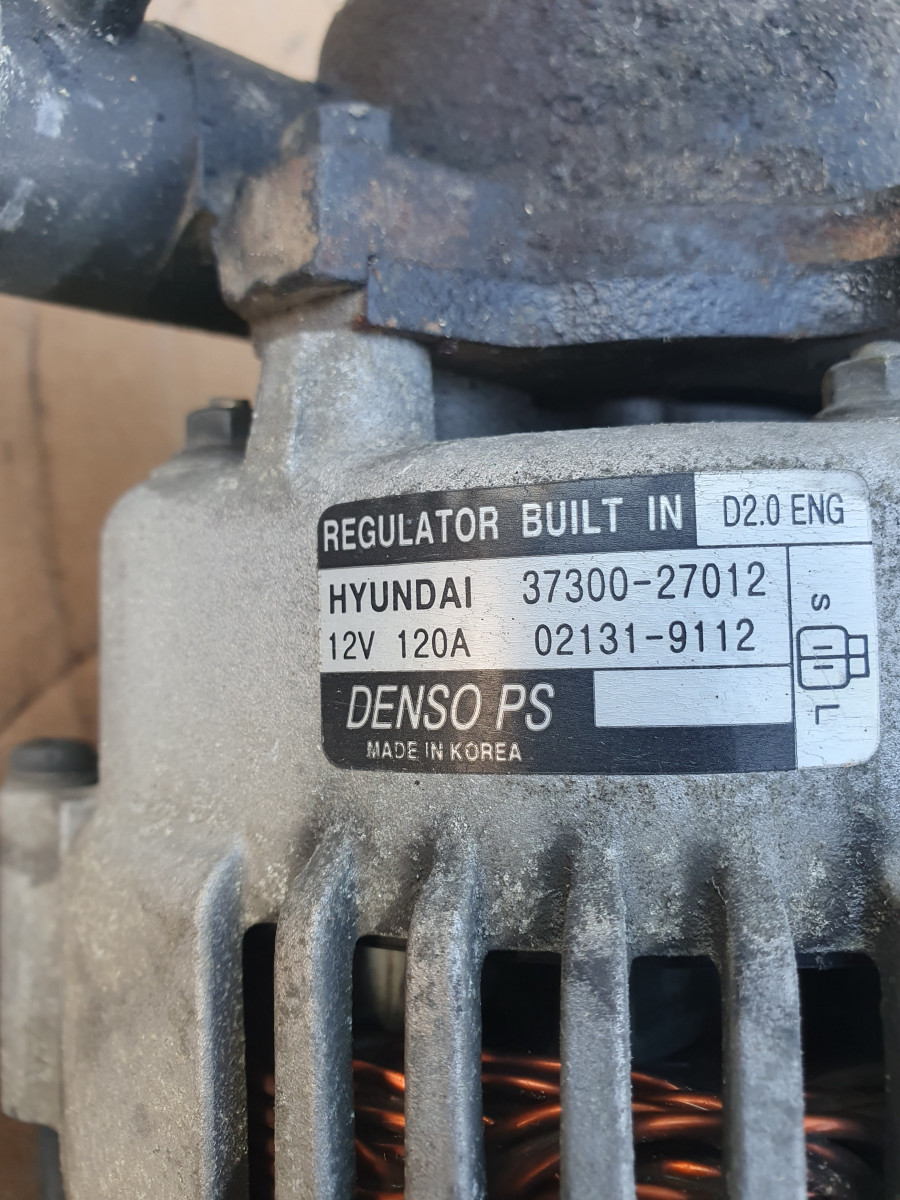 REGULATOR BUILT IN D2.0 ENG
HYUNDAI 37300-27012
12V 120A 02131-9112
S
L
DENSO PS
MADE IN KOREA